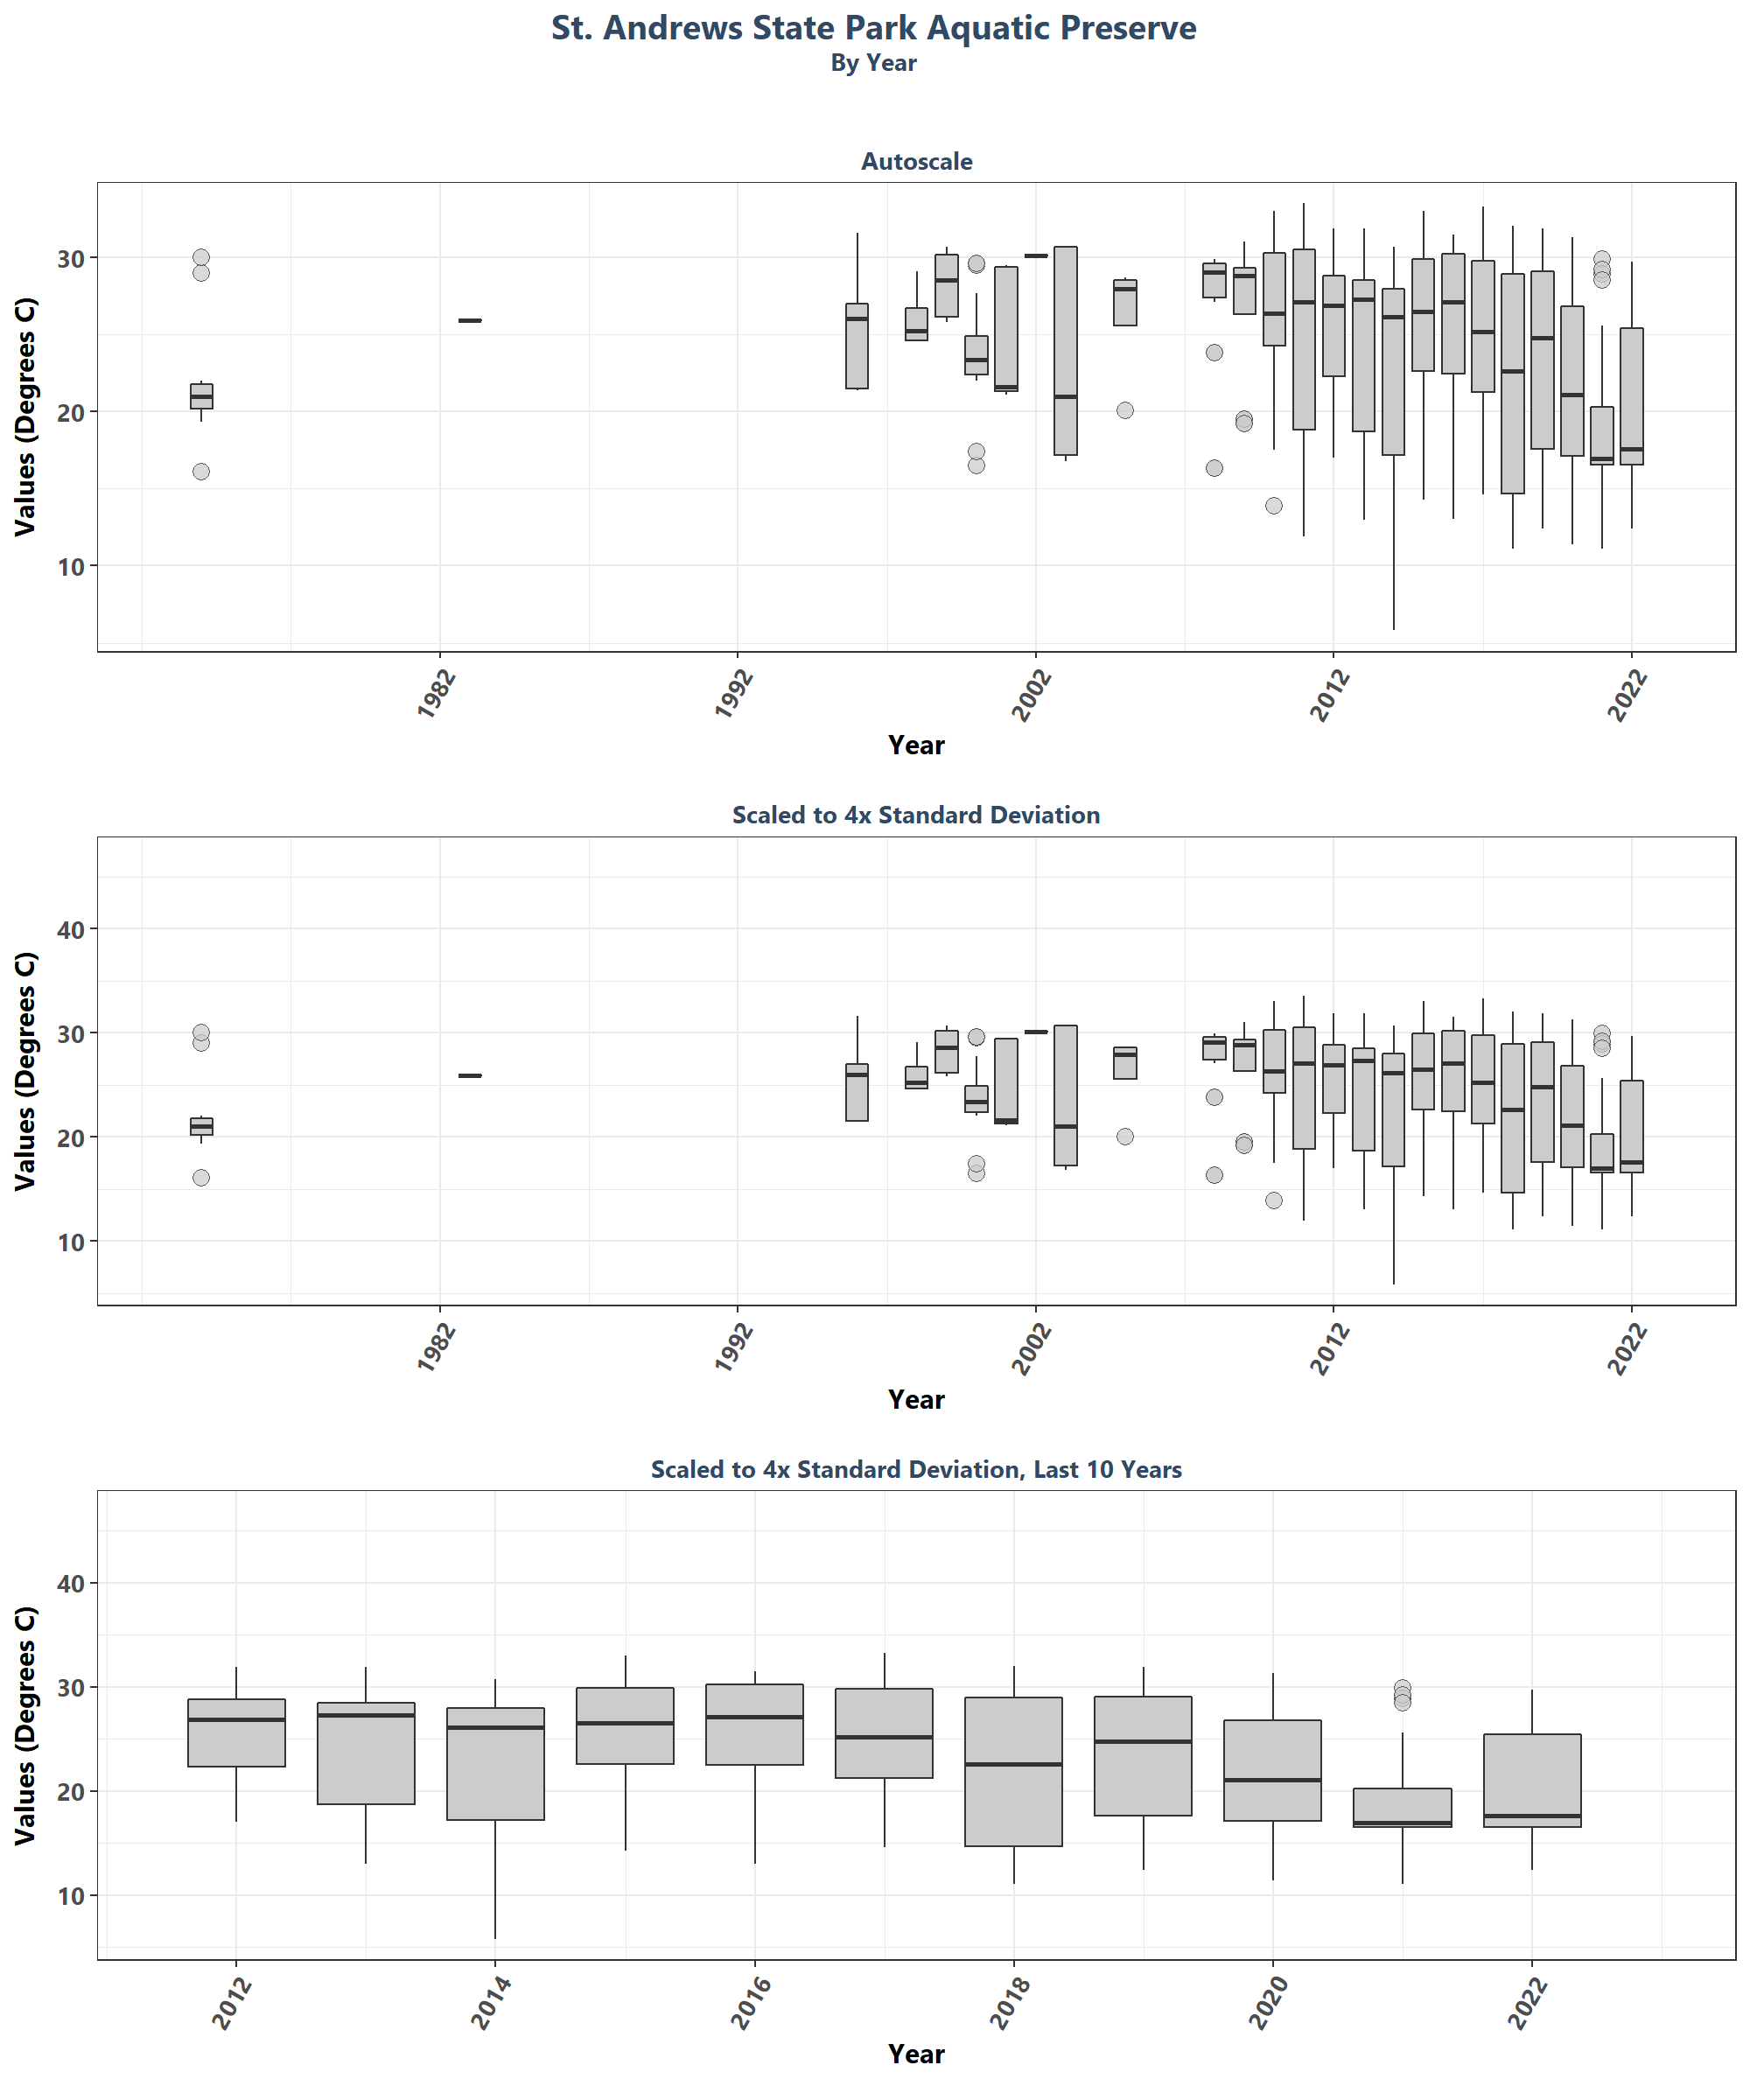 St. Andrews State Park Aquatic Preserve
By Year
Autoscale
Values (Degrees C)
30
20
10
1982
1992
2002
2012
2022
Year
Scaled to 4x Standard Deviation
Values (Degrees C)
40
30
20
10
1982
1992
2002
2012
2022
Year
Scaled to 4x Standard Deviation, Last 10 Years
Values (Degrees C)
40
30
20
10
2012
2014
2016
2018
2020
2022
Year